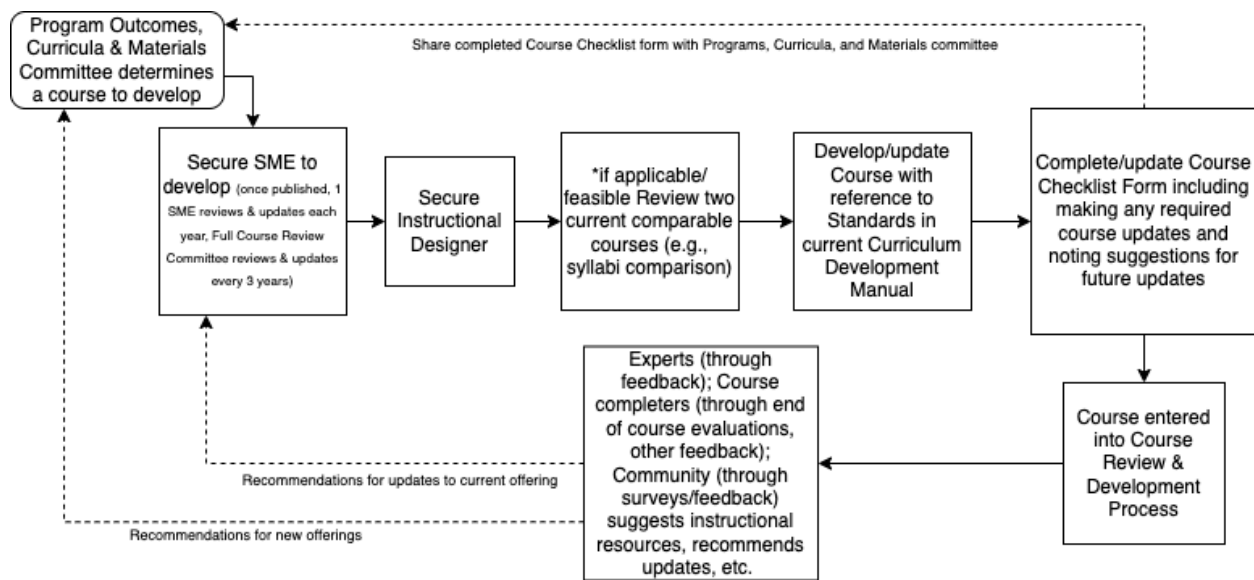 Program Outcomes,
Curricula & Materials
Committee determines
a course to develop
Share completed Course Checklist form with Programs, Curricula, and Materials committee
Secure SME to
develop (once published, 1
SME reviews & updates each
year, Full Course Review
Committee reviews & updates
every 3 years)
Secure
Instructional
Designer
*if applicable/
feasible Review two
current comparable
courses (e.g.,
syllabi comparison)
Develop/update
Course with
reference to
Standards in
current Curriculum
Development
Manual
Complete/update Course
Checklist Form including
making any required
course updates and
noting suggestions for
future updates
Course entered
into Course
Review &
Development
Process
Experts (through
feedback); Course
completers (through end
of course evaluations,
other feedback);
Community (through
surveys/feedback)
suggests instructional
resources, recommends
updates, etc.
Recommendations for updates to current offering
Recommendations for new offerings